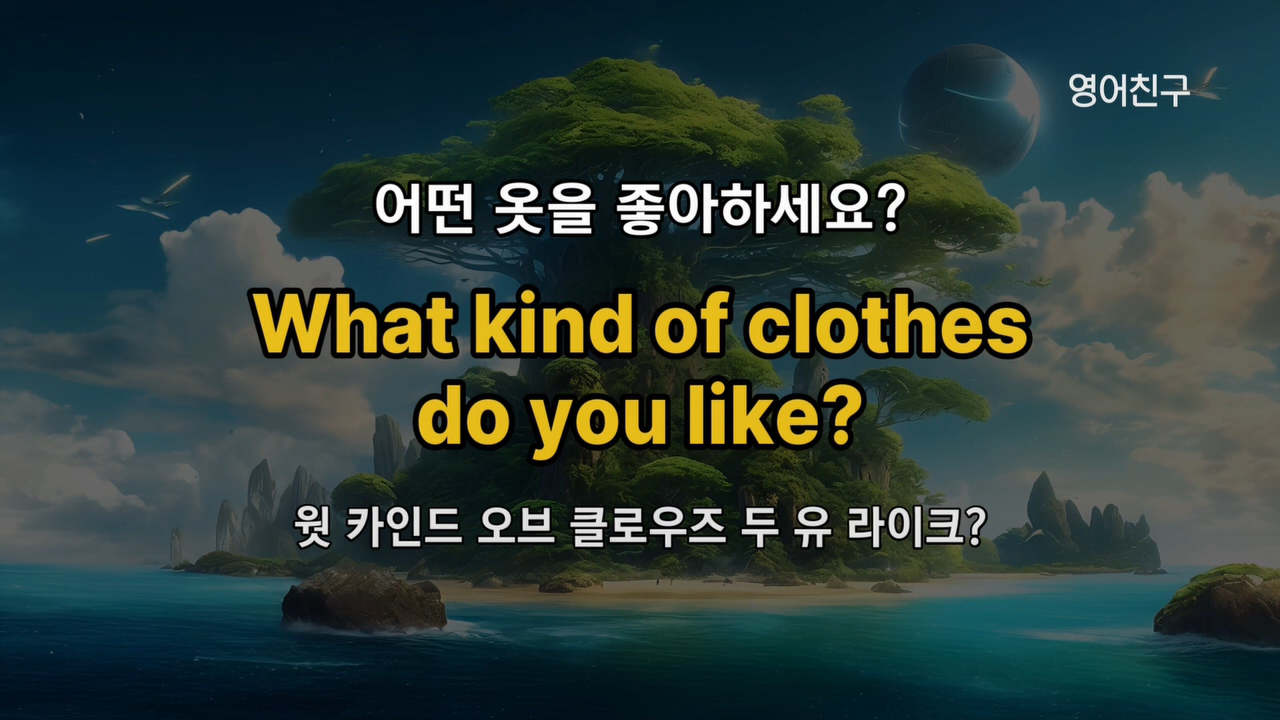 영어친구
어떤 옷을 좋아하세요?
What kind of clothes
do you like?
웟 카인드 오브 클로우즈 두 유 라이크?